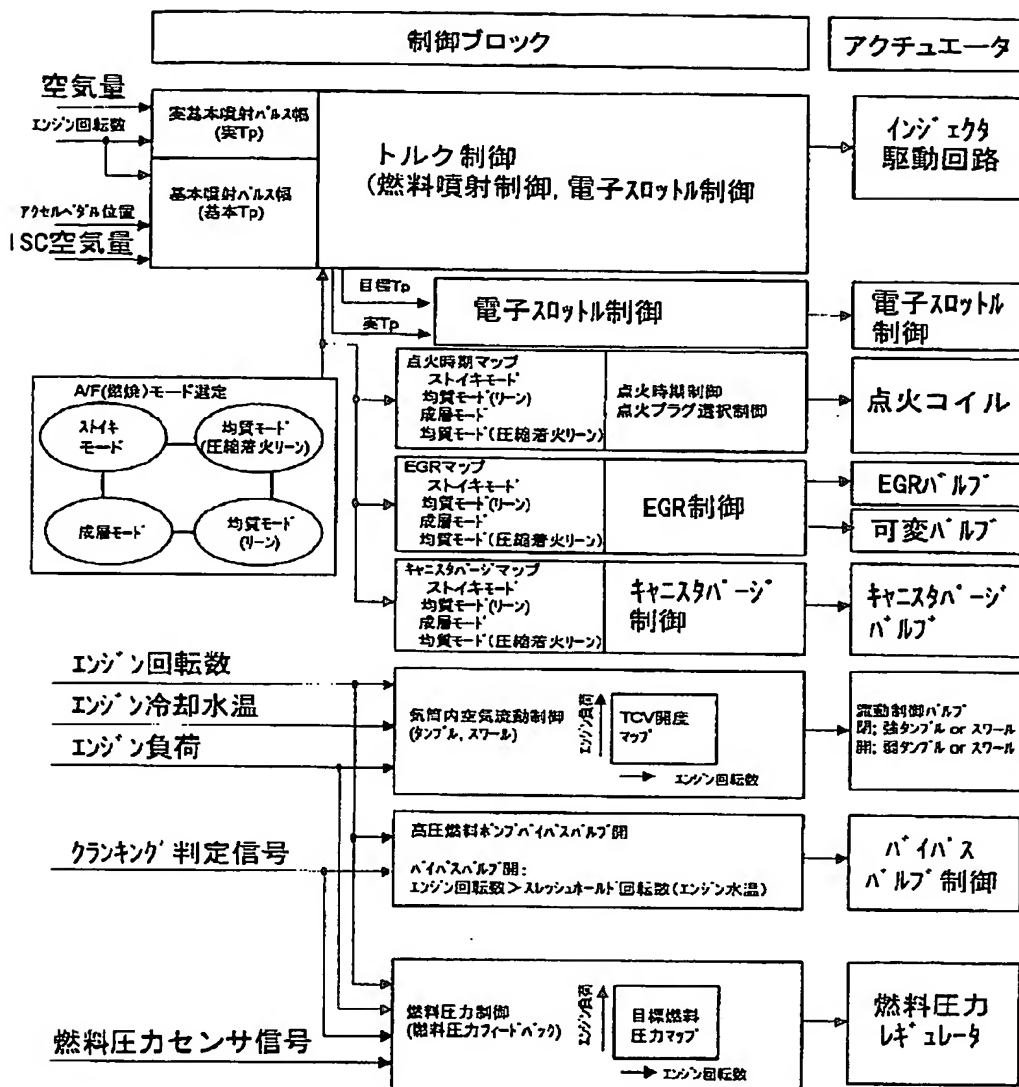 制御ブロック
アクチュエータ
空気量
エンジン回転数
アクセルペダル位置
ISC空気量
実基本噴射パルス幅
(実Tp)
基本噴射パルス幅
(基本Tp)
トルク制御
(燃料噴射制御, 電子スロットル制御
インジェクタ
駆動回路
目標Tp
実Tp
電子スロットル制御
電子スロットル
制御
A/F(燃焼)モード選定
ストイキ
モード
均質モード
(圧縮着火リーン)
成層モード
均質モード
(リーン)
点火時期マップ
ストイキモード
均質モード(リーン)
成層モード
均質モード(圧縮着火リーン)
点火時期制御
点火プラグ選択制御
点火コイル
EGRマップ
ストイキモード
均質モード(リーン)
成層モード
均質モード(圧縮着火リーン)
EGR制御
EGRバルブ
可変バルブ
キャニスタパージマップ
ストイキモード
均質モード(リーン)
成層モード
均質モード(圧縮着火リーン)
キャニスタパージ
制御
キャニスタパージ
バルブ
エンジン回転数
エンジン冷却水温
エンジン負荷
気筒内空気流動制御
(タンブル, スワール)
エンジン負荷
TCV開度
マップ
エンジン回転数
流動制御バルブ
閉; 強タンブル or スワール
開; 弱タンブル or スワール
クランキング判定信号
高圧燃料ポンプバイパスバルブ開
バイパスバルブ開:
エンジン回転数>スレッシュホールド回転数(エンジン水温)
バイパス
バルブ制御
燃料圧力センサ信号
燃料圧力制御
(燃料圧力フィードバック)
エンジン負荷
目標燃料
圧力マップ
エンジン回転数
燃料圧力
レギュレータ